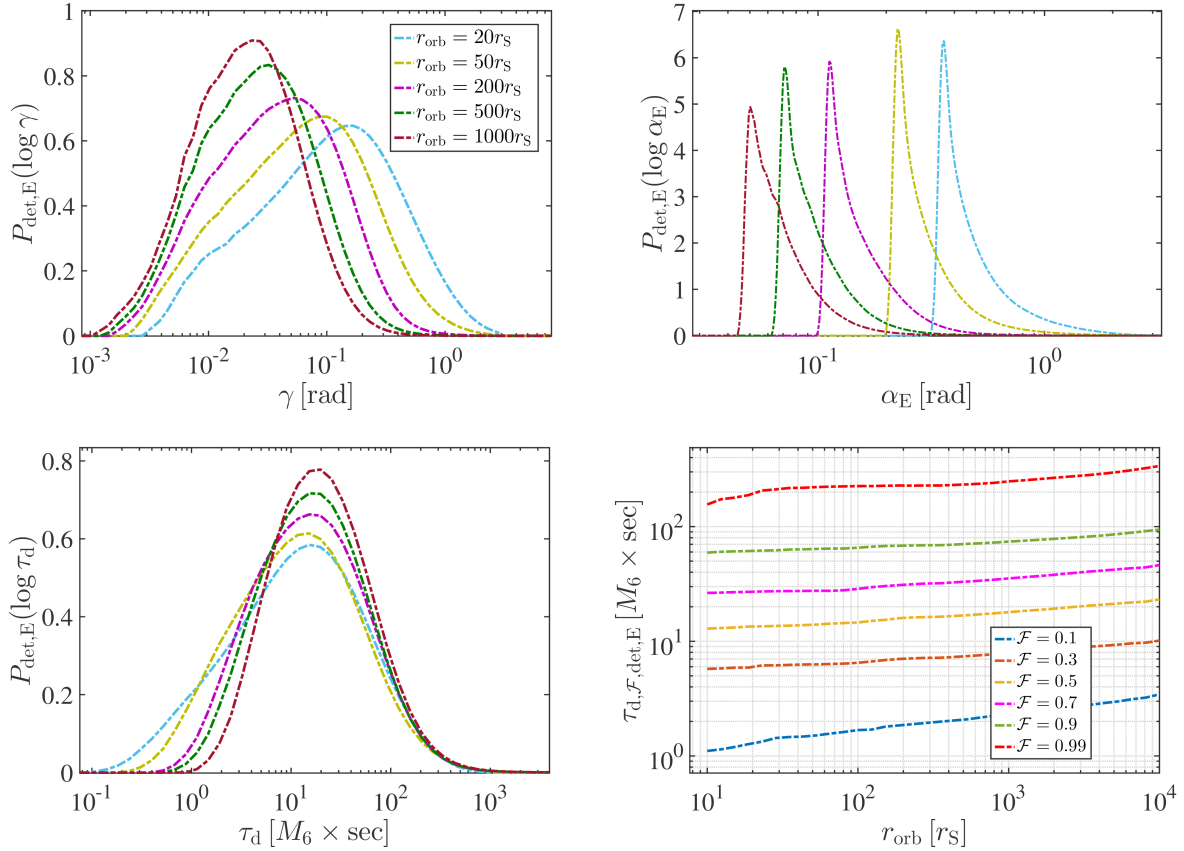 P_det,E(log γ)
1
0.8
0.6
0.4
0.2
0
10^-3 10^-2 10^-1 10^0
γ [rad]
r_orb = 20r_S
r_orb = 50r_S
r_orb = 200r_S
r_orb = 500r_S
r_orb = 1000r_S
P_det,E(log α_E)
7
6
5
4
3
2
1
0
10^-1 10^0
α_E [rad]
P_det,E(log τ_d)
0.8
0.6
0.4
0.2
0
10^-1 10^0 10^1 10^2 10^3
τ_d [M_6 × sec]
τ_d,ℱ,det,E [M_6 × sec]
10^2
10^1
10^0
10^1 10^2 10^3 10^4
r_orb [r_S]
ℱ = 0.1
ℱ = 0.3
ℱ = 0.5
ℱ = 0.7
ℱ = 0.9
ℱ = 0.99